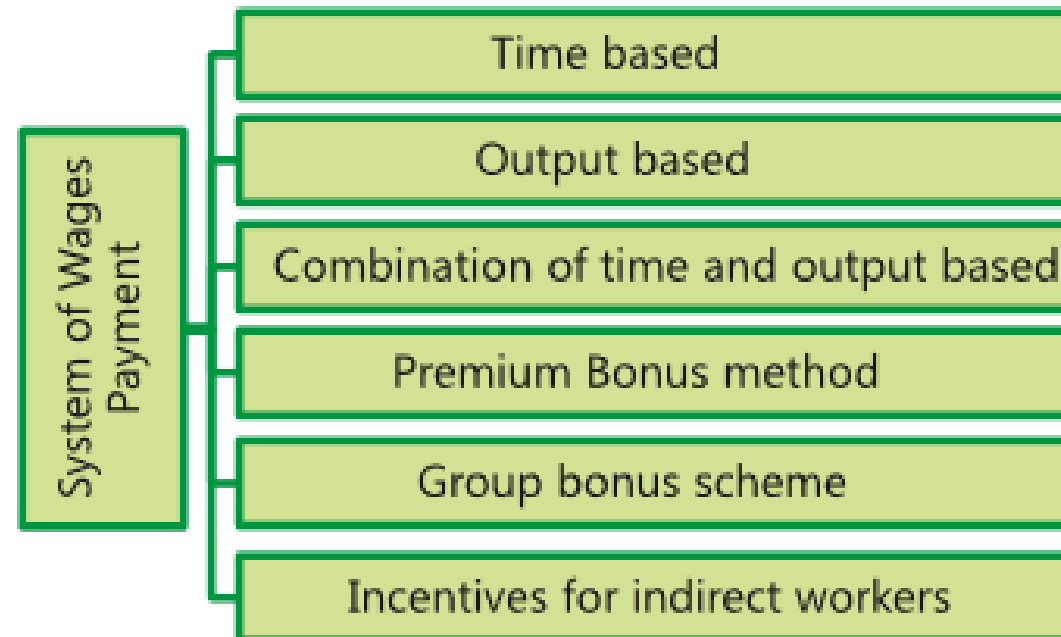 System of Wages
Payment
Time based
Output based
Combination of time and output based
Premium Bonus method
Group bonus scheme
Incentives for indirect workers